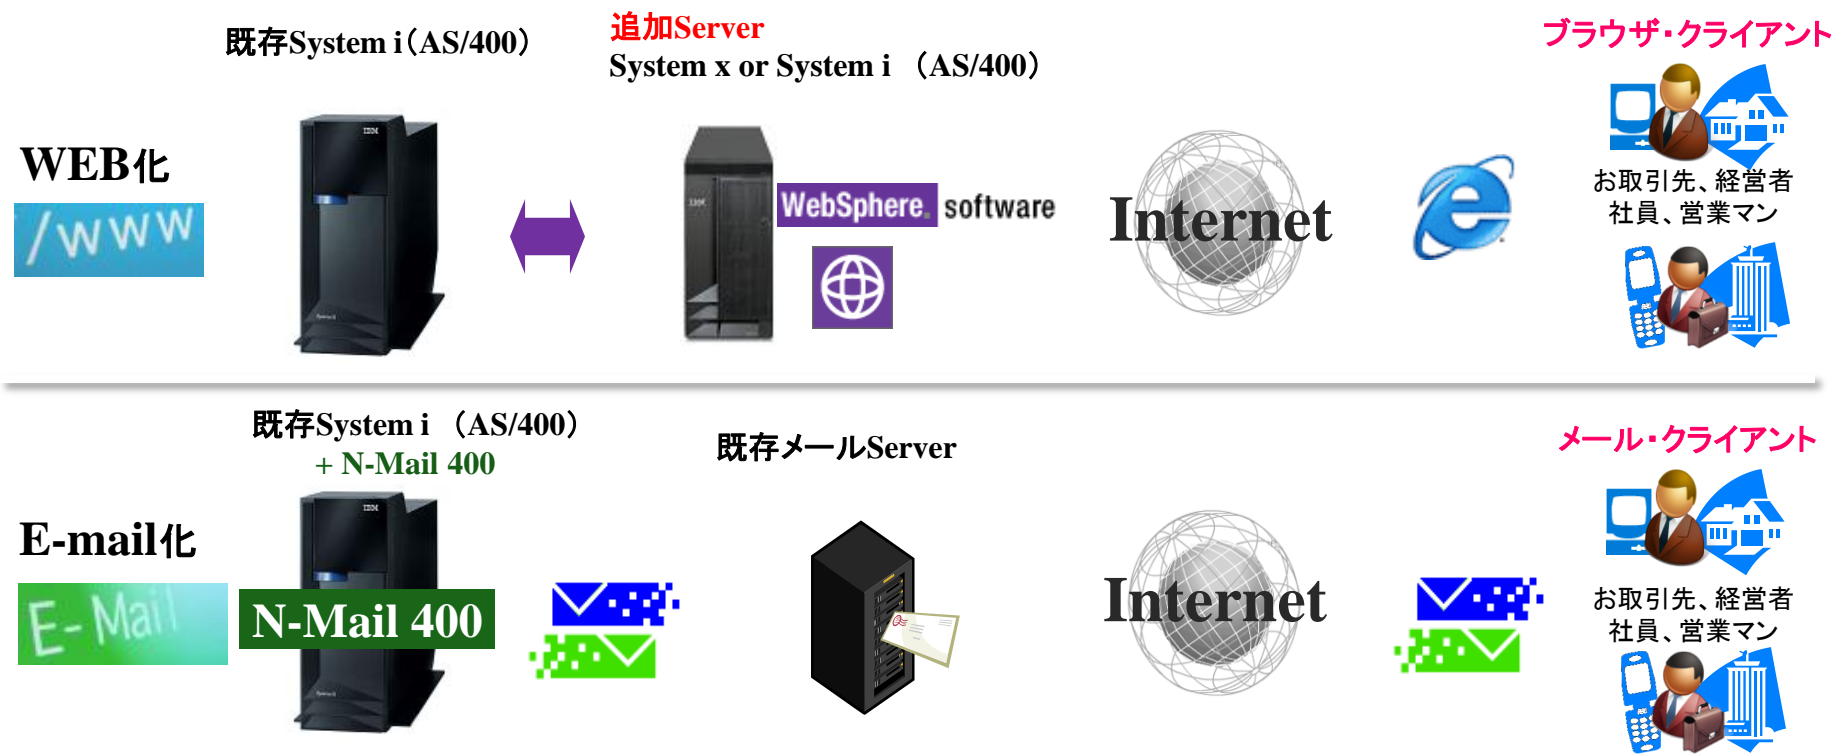 既存System i（AS/400）
追加Server
System x or System i （AS/400）
ブラウザ・クライアント
WEB化
/www
IBM
IBM
WebSphere. software
Internet
お取引先、経営者
社員、営業マン
既存System i （AS/400）
+ N-Mail 400
既存メールServer
メール・クライアント
E-mail化
E-Mail
IBM
N-Mail 400
Internet
お取引先、経営者
社員、営業マン